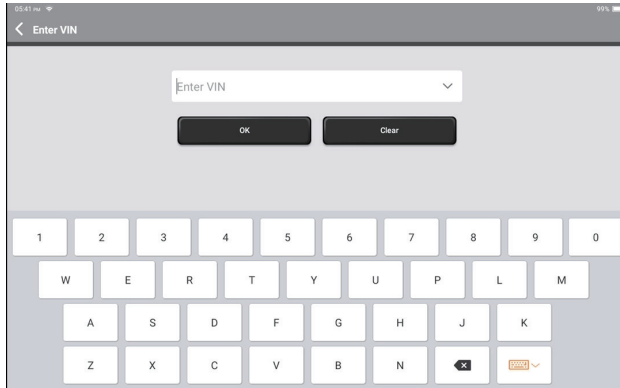 05:41 PM
99%
Enter VIN
Enter VIN
OK Clear
1 2 3 4 5 6 7 8 9 0
W E R T Y U P L M
A S D F G H J K
Z X C V B N